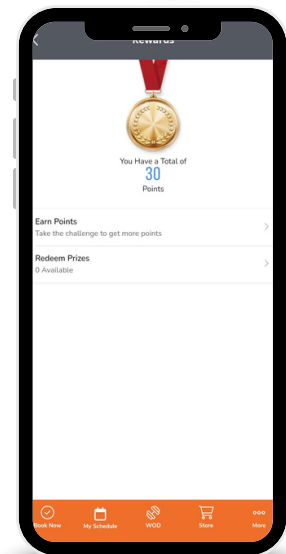 Rewards
You Have a Total of
30
Points
Earn Points
Take the challenge to get more points
Redeem Prizes
0 Available
Book Now
My Schedule
WOD
Store
More